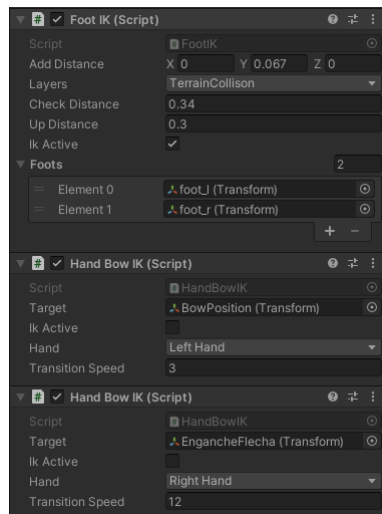 # Foot IK (Script)
Script FootIK
Add Distance X 0 Y 0.067 Z 0
Layers TerrainCollison
Check Distance 0.34
Up Distance 0.3
Ik Active
Foots 2
Element 0 foot_l (Transform)
Element 1 foot_r (Transform)
+ −
# Hand Bow IK (Script)
Script HandBowIK
Target BowPosition (Transform)
Ik Active
Hand Left Hand
Transition Speed 3
# Hand Bow IK (Script)
Script HandBowIK
Target EngancheFlecha (Transform)
Ik Active
Hand Right Hand
Transition Speed 12